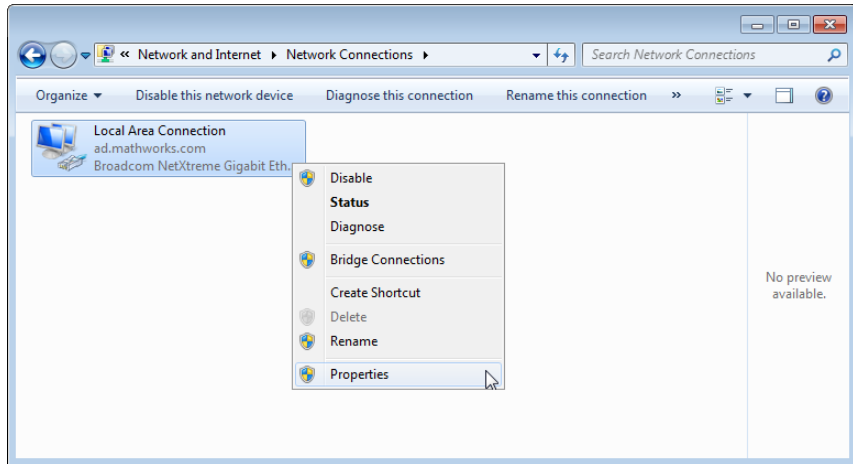 « Network and Internet ▸ Network Connections ▸
Search Network Connections
Organize ▾ Disable this network device Diagnose this connection Rename this connection »
Local Area Connection
ad.mathworks.com
Broadcom NetXtreme Gigabit Eth...
Disable
Status
Diagnose
Bridge Connections
Create Shortcut
Delete
Rename
Properties
No preview
available.